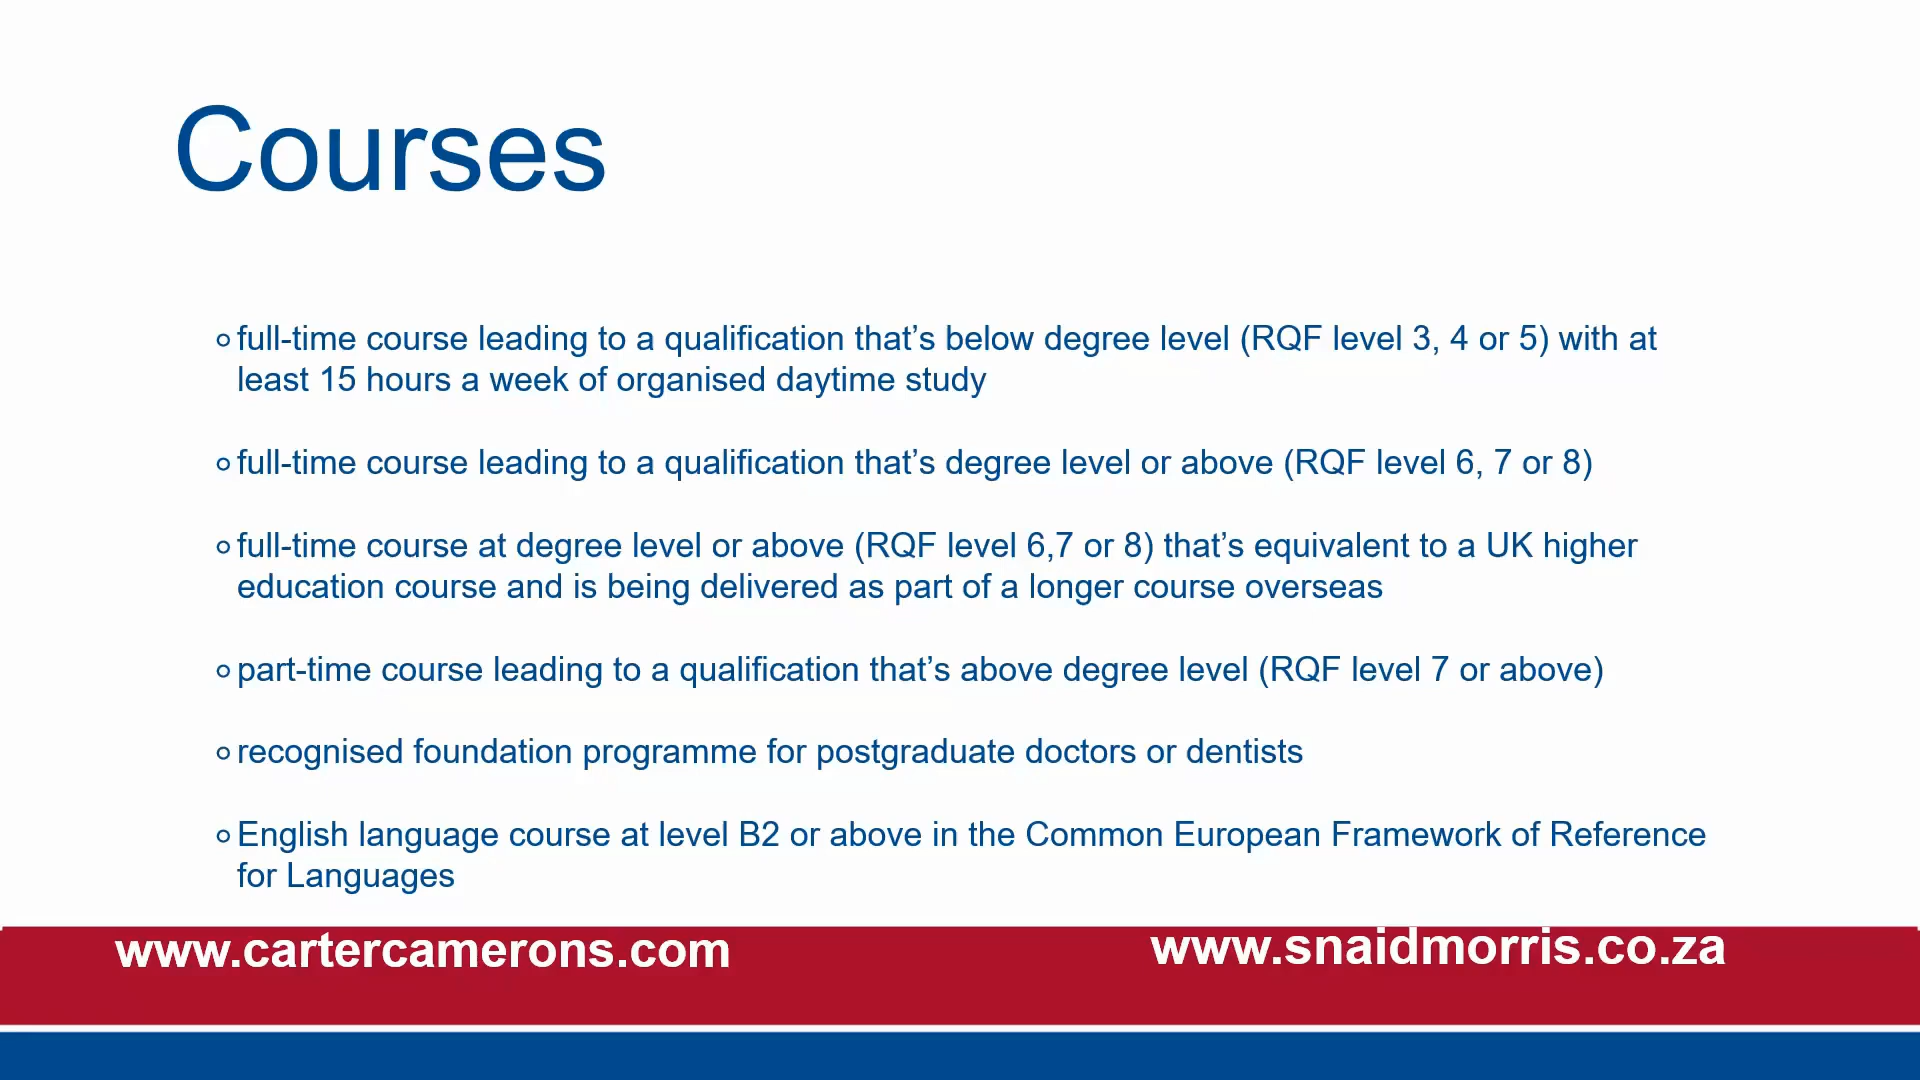 Courses
full-time course leading to a qualification that’s below degree level (RQF level 3, 4 or 5) with at
least 15 hours a week of organised daytime study
full-time course leading to a qualification that’s degree level or above (RQF level 6, 7 or 8)
full-time course at degree level or above (RQF level 6,7 or 8) that’s equivalent to a UK higher
education course and is being delivered as part of a longer course overseas
part-time course leading to a qualification that’s above degree level (RQF level 7 or above)
recognised foundation programme for postgraduate doctors or dentists
English language course at level B2 or above in the Common European Framework of Reference
for Languages
www.cartercamerons.com
www.snaidmorris.co.za